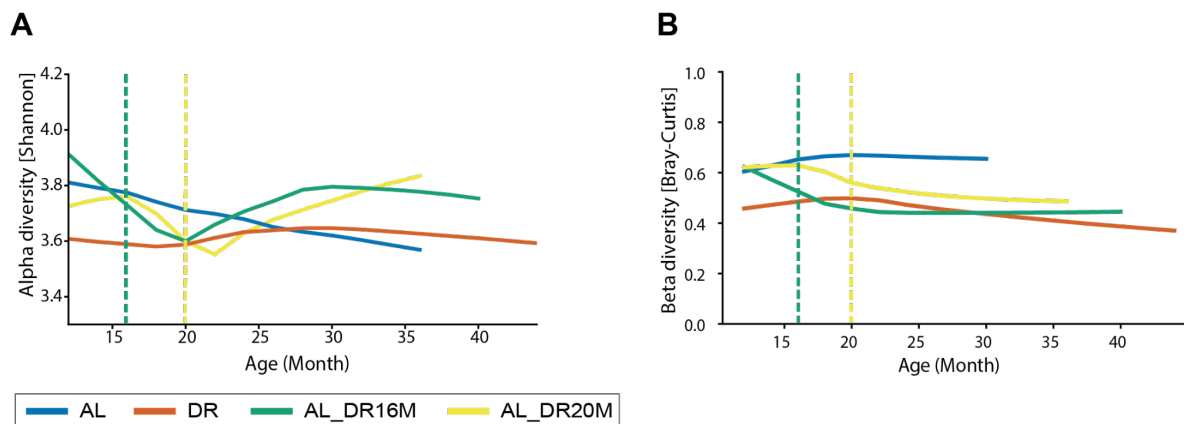 A
Alpha diversity [Shannon]
4.2
4.0
3.8
3.6
3.4
15 20 25 30 35 40
Age (Month)
B
Beta diversity [Bray-Curtis]
1.0
0.8
0.6
0.4
0.2
0.0
15 20 25 30 35 40
Age (Month)
AL DR AL_DR16M AL_DR20M